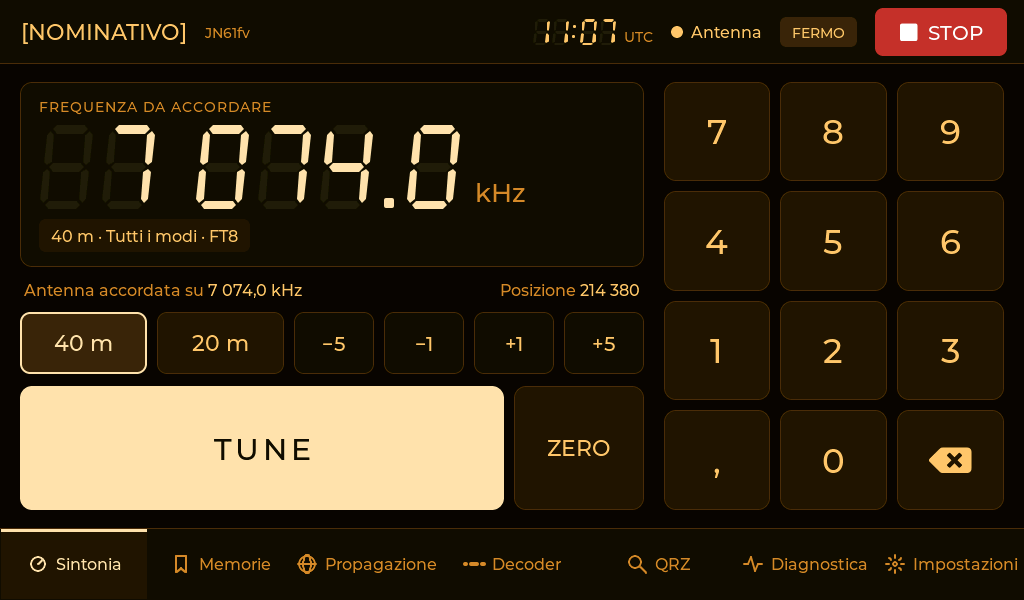 [NOMINATIVO] JN61fv 11:07 UTC Antenna FERMO STOP
FREQUENZA DA ACCORDARE
7 074.0 kHz
40 m · Tutti i modi · FT8
Antenna accordata su 7 074,0 kHz Posizione 214 380
40 m 20 m −5 −1 +1 +5
TUNE ZERO
7 8 9
4 5 6
1 2 3
, 0
Sintonia Memorie Propagazione Decoder QRZ Diagnostica Impostazioni